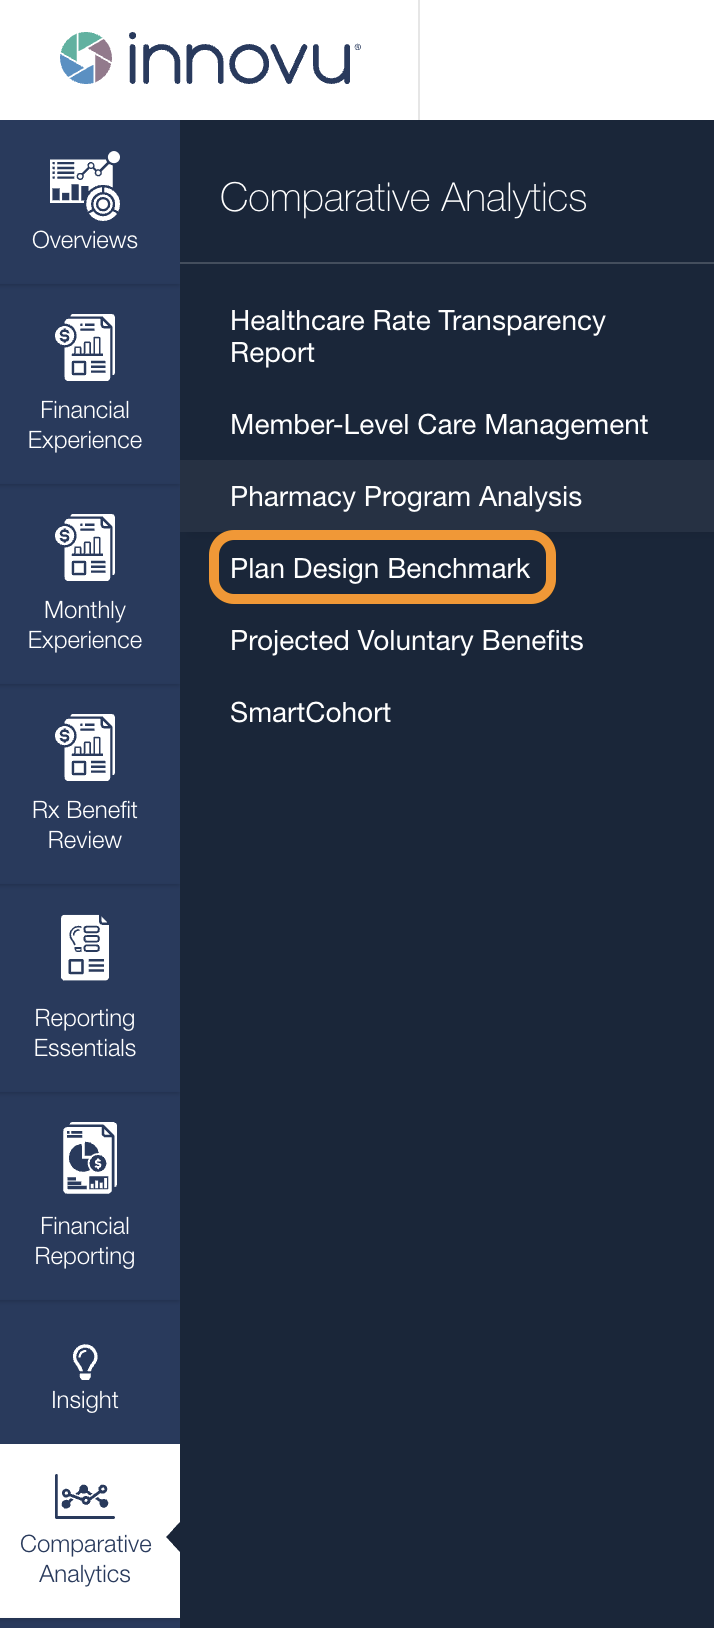 innovu®
Overviews
Financial
Experience
Monthly
Experience
Rx Benefit
Review
Reporting
Essentials
Financial
Reporting
Insight
Comparative
Analytics
Comparative Analytics
Healthcare Rate Transparency
Report
Member-Level Care Management
Pharmacy Program Analysis
Plan Design Benchmark
Projected Voluntary Benefits
SmartCohort